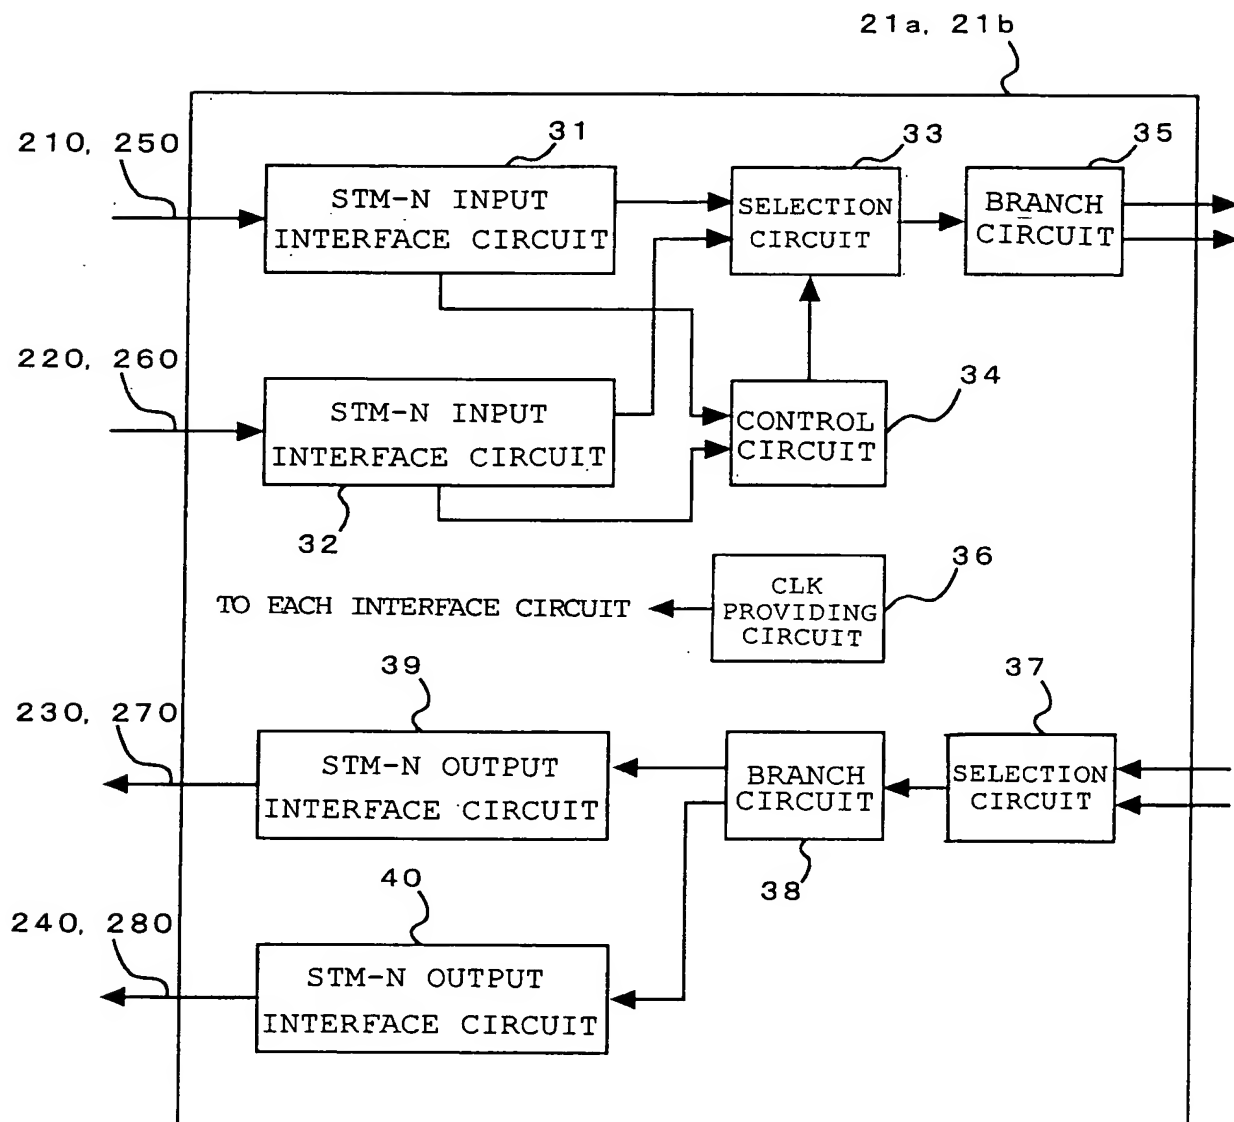 21a, 21b
210, 250
31
33
35
STM-N INPUT
INTERFACE CIRCUIT
SELECTION
CIRCUIT
BRANCH
CIRCUIT
220, 260
34
STM-N INPUT
INTERFACE CIRCUIT
CONTROL
CIRCUIT
32
36
TO EACH INTERFACE CIRCUIT
CLK
PROVIDING
CIRCUIT
39
37
230, 270
STM-N OUTPUT
INTERFACE CIRCUIT
BRANCH
CIRCUIT
SELECTION
CIRCUIT
38
40
240, 280
STM-N OUTPUT
INTERFACE CIRCUIT